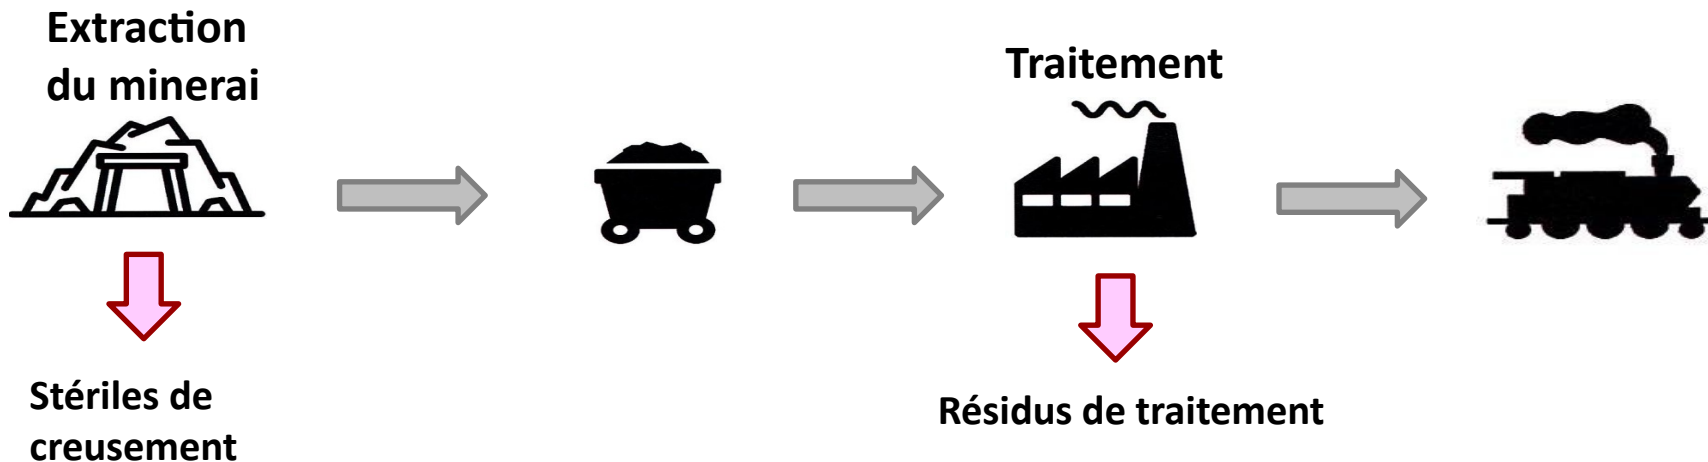 Extraction
du minerai
Traitement
Stériles de
creusement
Résidus de traitement